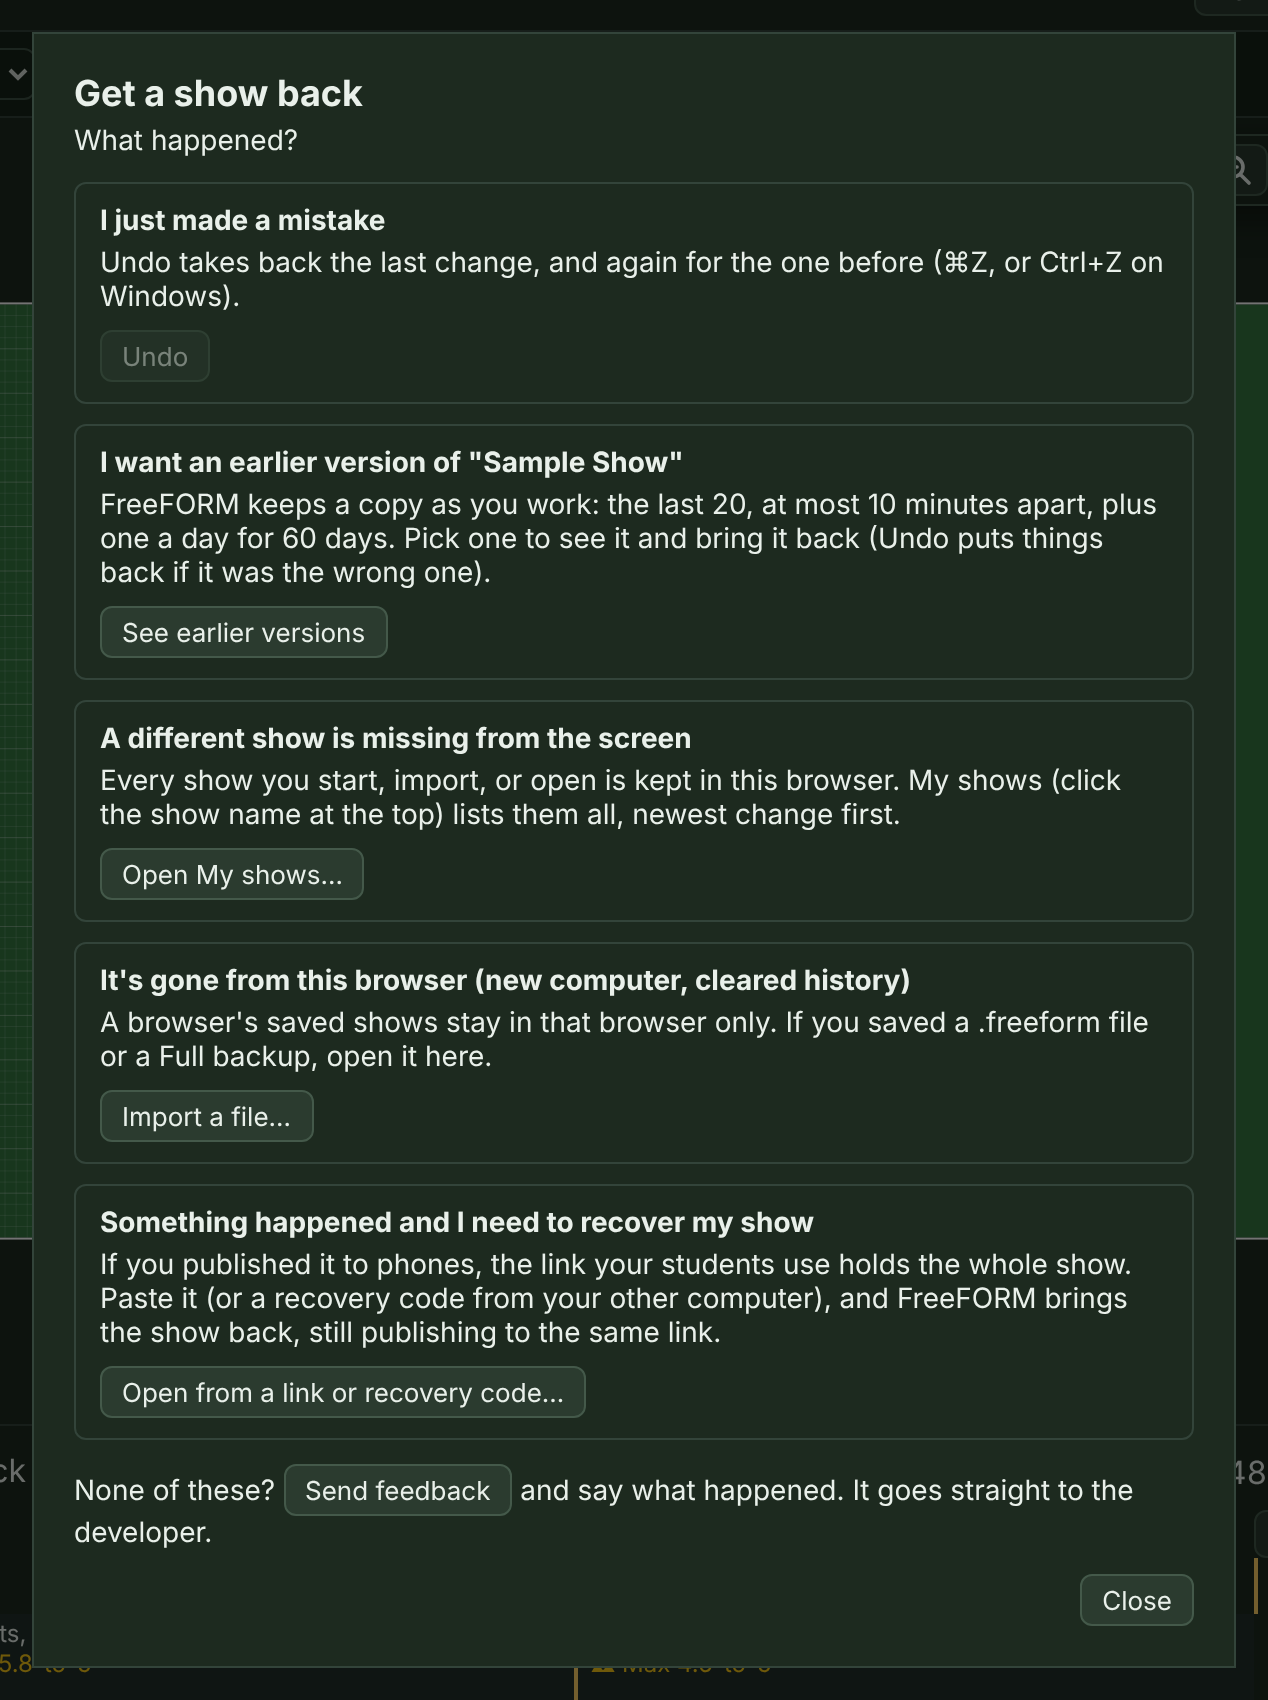 Get a show back
What happened?
I just made a mistake
Undo takes back the last change, and again for the one before (⌘Z, or Ctrl+Z on
Windows).
Undo
I want an earlier version of "Sample Show"
FreeFORM keeps a copy as you work: the last 20, at most 10 minutes apart, plus
one a day for 60 days. Pick one to see it and bring it back (Undo puts things
back if it was the wrong one).
See earlier versions
A different show is missing from the screen
Every show you start, import, or open is kept in this browser. My shows (click
the show name at the top) lists them all, newest change first.
Open My shows...
It's gone from this browser (new computer, cleared history)
A browser's saved shows stay in that browser only. If you saved a .freeform file
or a Full backup, open it here.
Import a file...
Something happened and I need to recover my show
If you published it to phones, the link your students use holds the whole show.
Paste it (or a recovery code from your other computer), and FreeFORM brings
the show back, still publishing to the same link.
Open from a link or recovery code...
ck
48
None of these? Send feedback and say what happened. It goes straight to the
developer.
Close
ts,
5.8